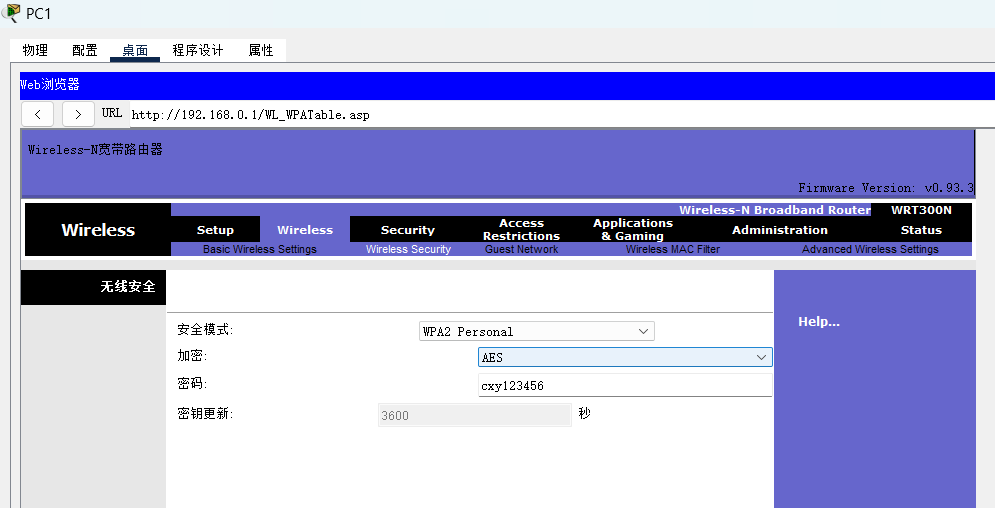 PC1
物理 配置 桌面 程序设计 属性
Web浏览器
< > URL http://192.168.0.1/WL_WPATable.asp
Wireless-N宽带路由器
Firmware Version: v0.93.3
Wireless-N Broadband Router WRT300N
Wireless Setup Wireless Security Access Restrictions Applications & Gaming Administration Status
Basic Wireless Settings Wireless Security Guest Network Wireless MAC Filter Advanced Wireless Settings
无线安全
Help...
安全模式: WPA2 Personal
加密: AES
密码: cxy123456
密钥更新: 3600 秒